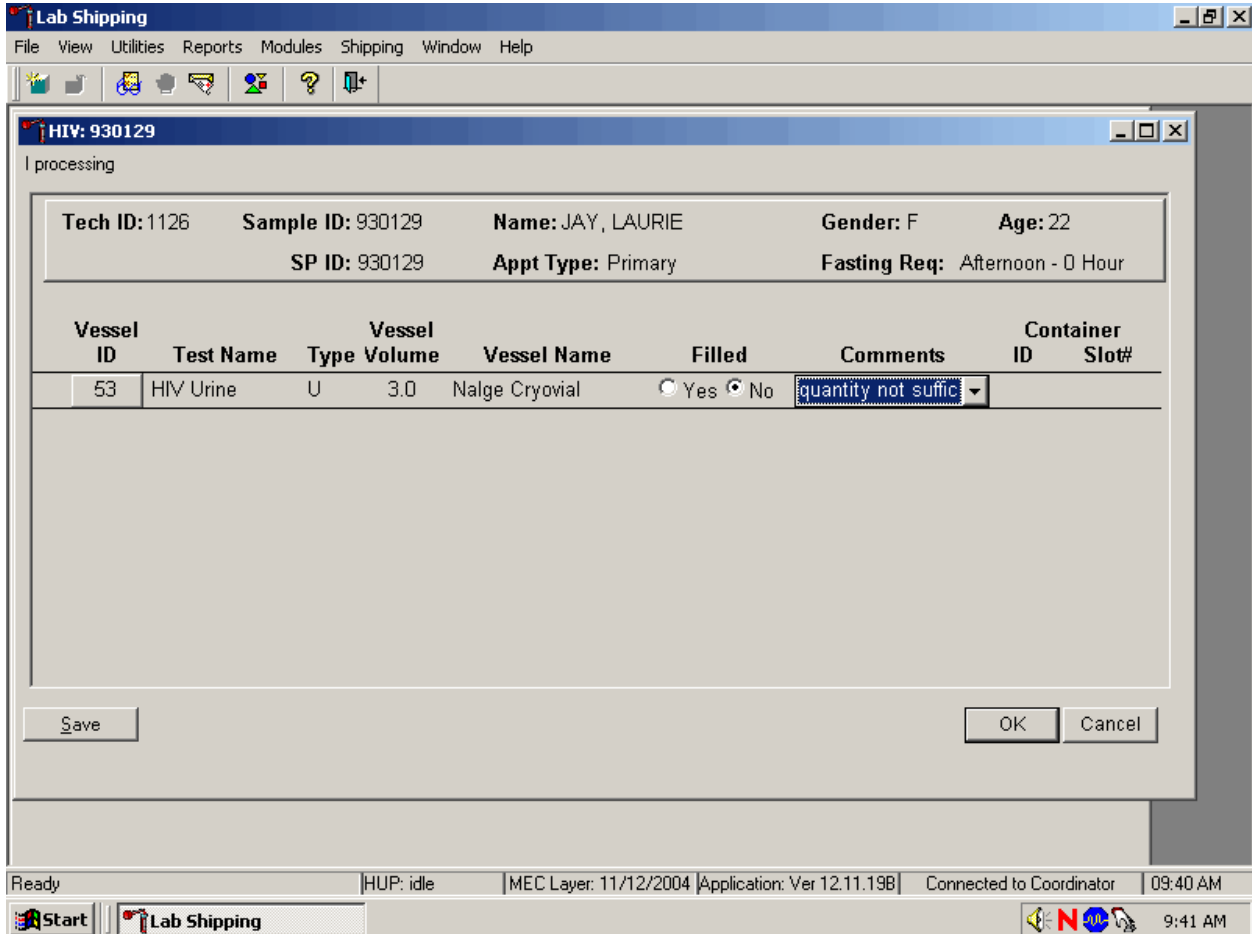 Lab Shipping
File View Utilities Reports Modules Shipping Window Help
HIV: 930129
I processing
Tech ID: 1126 Sample ID: 930129 Name: JAY, LAURIE Gender: F Age: 22
SP ID: 930129 Appt Type: Primary Fasting Req: Afternoon - 0 Hour
Vessel Vessel Container
ID Test Name Type Volume Vessel Name Filled Comments ID Slot#
53 HIV Urine U 3.0 Nalge Cryovial Yes No quantity not suffic
Save OK Cancel
Ready HUP: idle MEC Layer: 11/12/2004 Application: Ver 12.11.19B Connected to Coordinator 09:40 AM
Start Lab Shipping N 9:41 AM